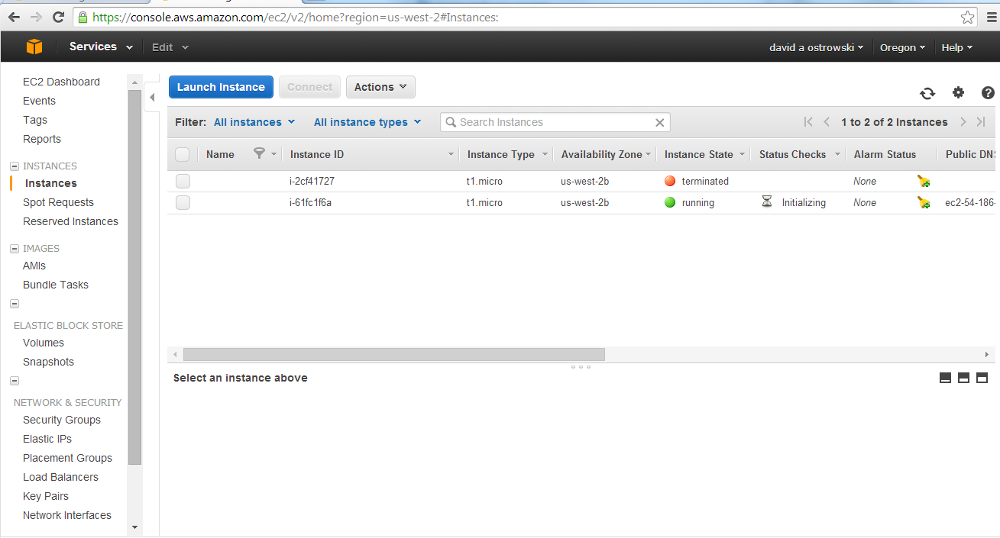 https://console.aws.amazon.com/ec2/v2/home?region=us-west-2#Instances:
Services Edit david a ostrowski Oregon Help
EC2 Dashboard
Events
Tags
Reports
INSTANCES
Instances
Spot Requests
Reserved Instances
IMAGES
AMIs
Bundle Tasks
ELASTIC BLOCK STORE
Volumes
Snapshots
NETWORK & SECURITY
Security Groups
Elastic IPs
Placement Groups
Load Balancers
Key Pairs
Network Interfaces
Launch Instance Connect Actions
Filter: All instances All instance types Search Instances 1 to 2 of 2 Instances
Name Instance ID Instance Type Availability Zone Instance State Status Checks Alarm Status Public DNS
i-2cf41727 t1.micro us-west-2b terminated None
i-61fc1f6a t1.micro us-west-2b running Initializing None ec2-54-186-
Select an instance above